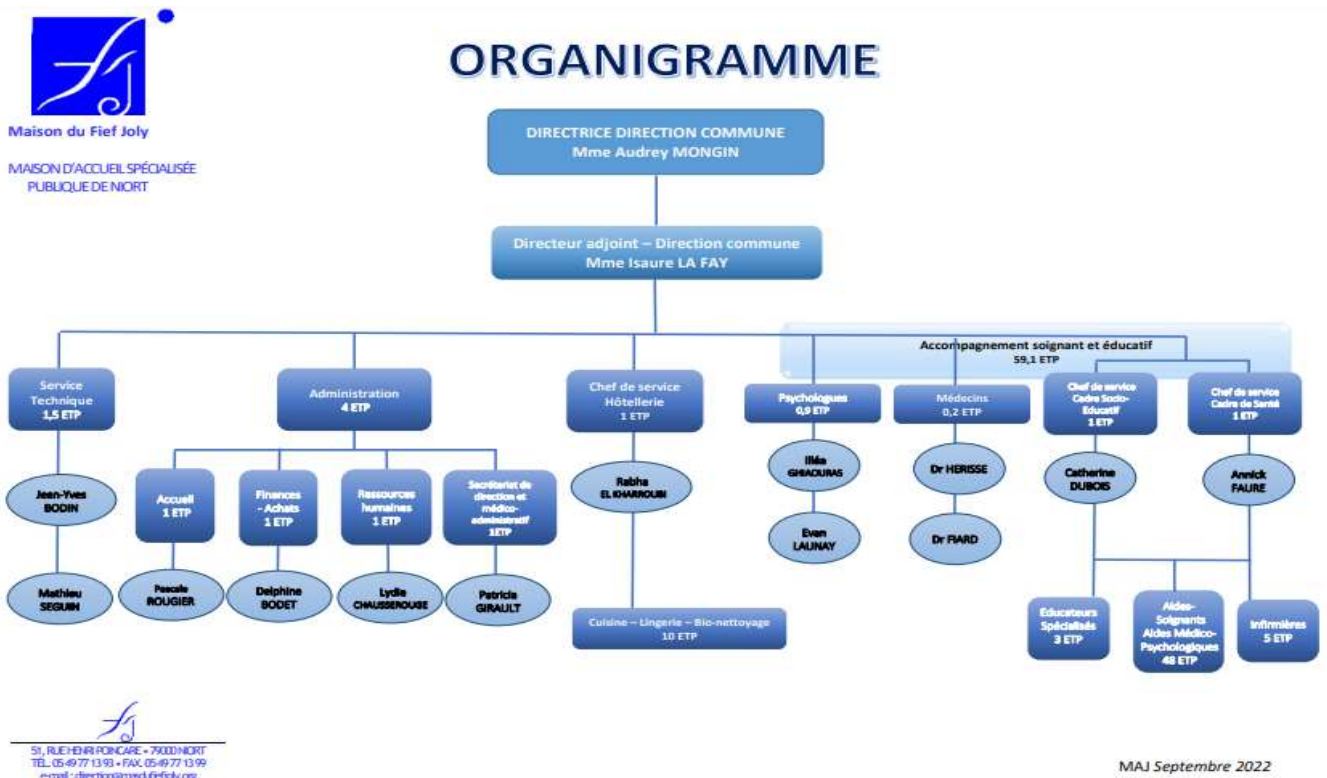 ORGANIGRAMME
Maison du Fief Joly
MAISON D'ACCUEIL SPÉCIALISÉE
PUBLIQUE DE NIORT
DIRECTRICE DIRECTION COMMUNE
Mme Audrey MONGIN
Directeur adjoint – Direction commune
Mme Isaure LA FAY
Accompagnement soignant et éducatif
59,1 ETP
Service
Technique
1,5 ETP
Administration
4 ETP
Chef de service
Hôtellerie
1 ETP
Psychologues
0,9 ETP
Médecins
0,2 ETP
Chef de service
Cadre Socio-
Educatif
1 ETP
Chef de service
Cadre de Santé
1 ETP
Jean-Yves
BODIN
Mathieu
SEGUIN
Accueil
1 ETP
Finances
- Achats
1 ETP
Ressources
humaines
1 ETP
Secrétariat de
direction et
médico-
administratif
1ETP
Pascale
ROUGIER
Delphine
BODET
Lydie
CHAUSSEROUGE
Patricia
GIRAULT
Rabha
EL KHARROUBI
Cuisine – Lingerie – Bio-nettoyage
10 ETP
GHIAOURAS
Evan
LAUNAY
Dr HERISSE
Dr FIARD
Catherine
DUBOIS
Annick
FAURE
Educateurs
Spécialisés
3 ETP
Aides-
Soignants
Aides Médico-
Psychologiques
48 ETP
Infirmières
5 ETP
51, RUE HENRI POINCARE • 79000 NIORT
TÉL. 05 49 77 13 93 • FAX. 05 49 77 13 99
e-mail : direction@masdufiefjoly.org
MAJ Septembre 2022